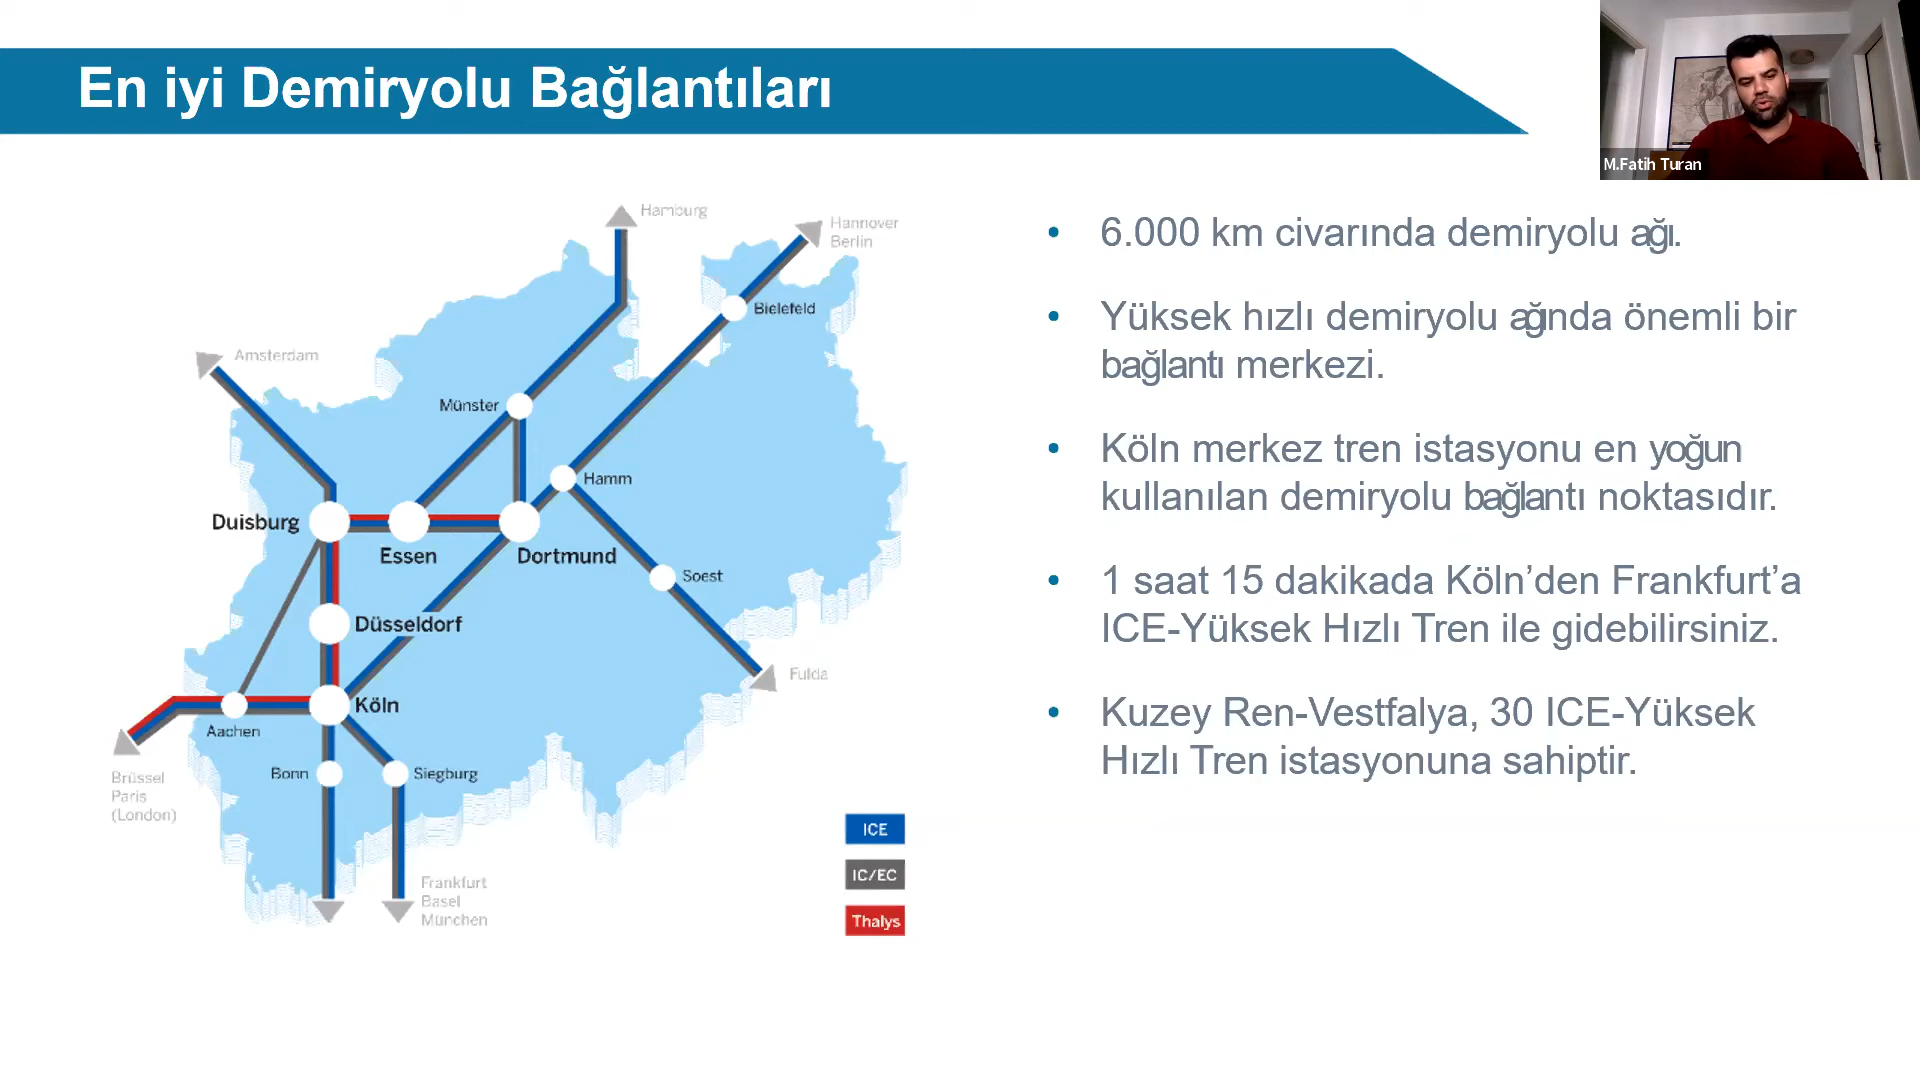 En iyi Demiryolu Bağlantıları
M.Fatih Turan
Hamburg
Hannover
Berlin
Bielefeld
Amsterdam
Münster
Hamm
Duisburg
Essen
Dortmund
Soest
Düsseldorf
Fulda
Köln
Aachen
Bonn
Siegburg
Brüssel
Paris
(London)
Frankfurt
Basel
München
ICE
IC/EC
Thalys
• 6.000 km civarında demiryolu ağı.
• Yüksek hızlı demiryolu ağında önemli bir
bağlantı merkezi.
• Köln merkez tren istasyonu en yoğun
kullanılan demiryolu bağlantı noktasıdır.
• 1 saat 15 dakikada Köln’den Frankfurt’a
ICE-Yüksek Hızlı Tren ile gidebilirsiniz.
• Kuzey Ren-Vestfalya, 30 ICE-Yüksek
Hızlı Tren istasyonuna sahiptir.